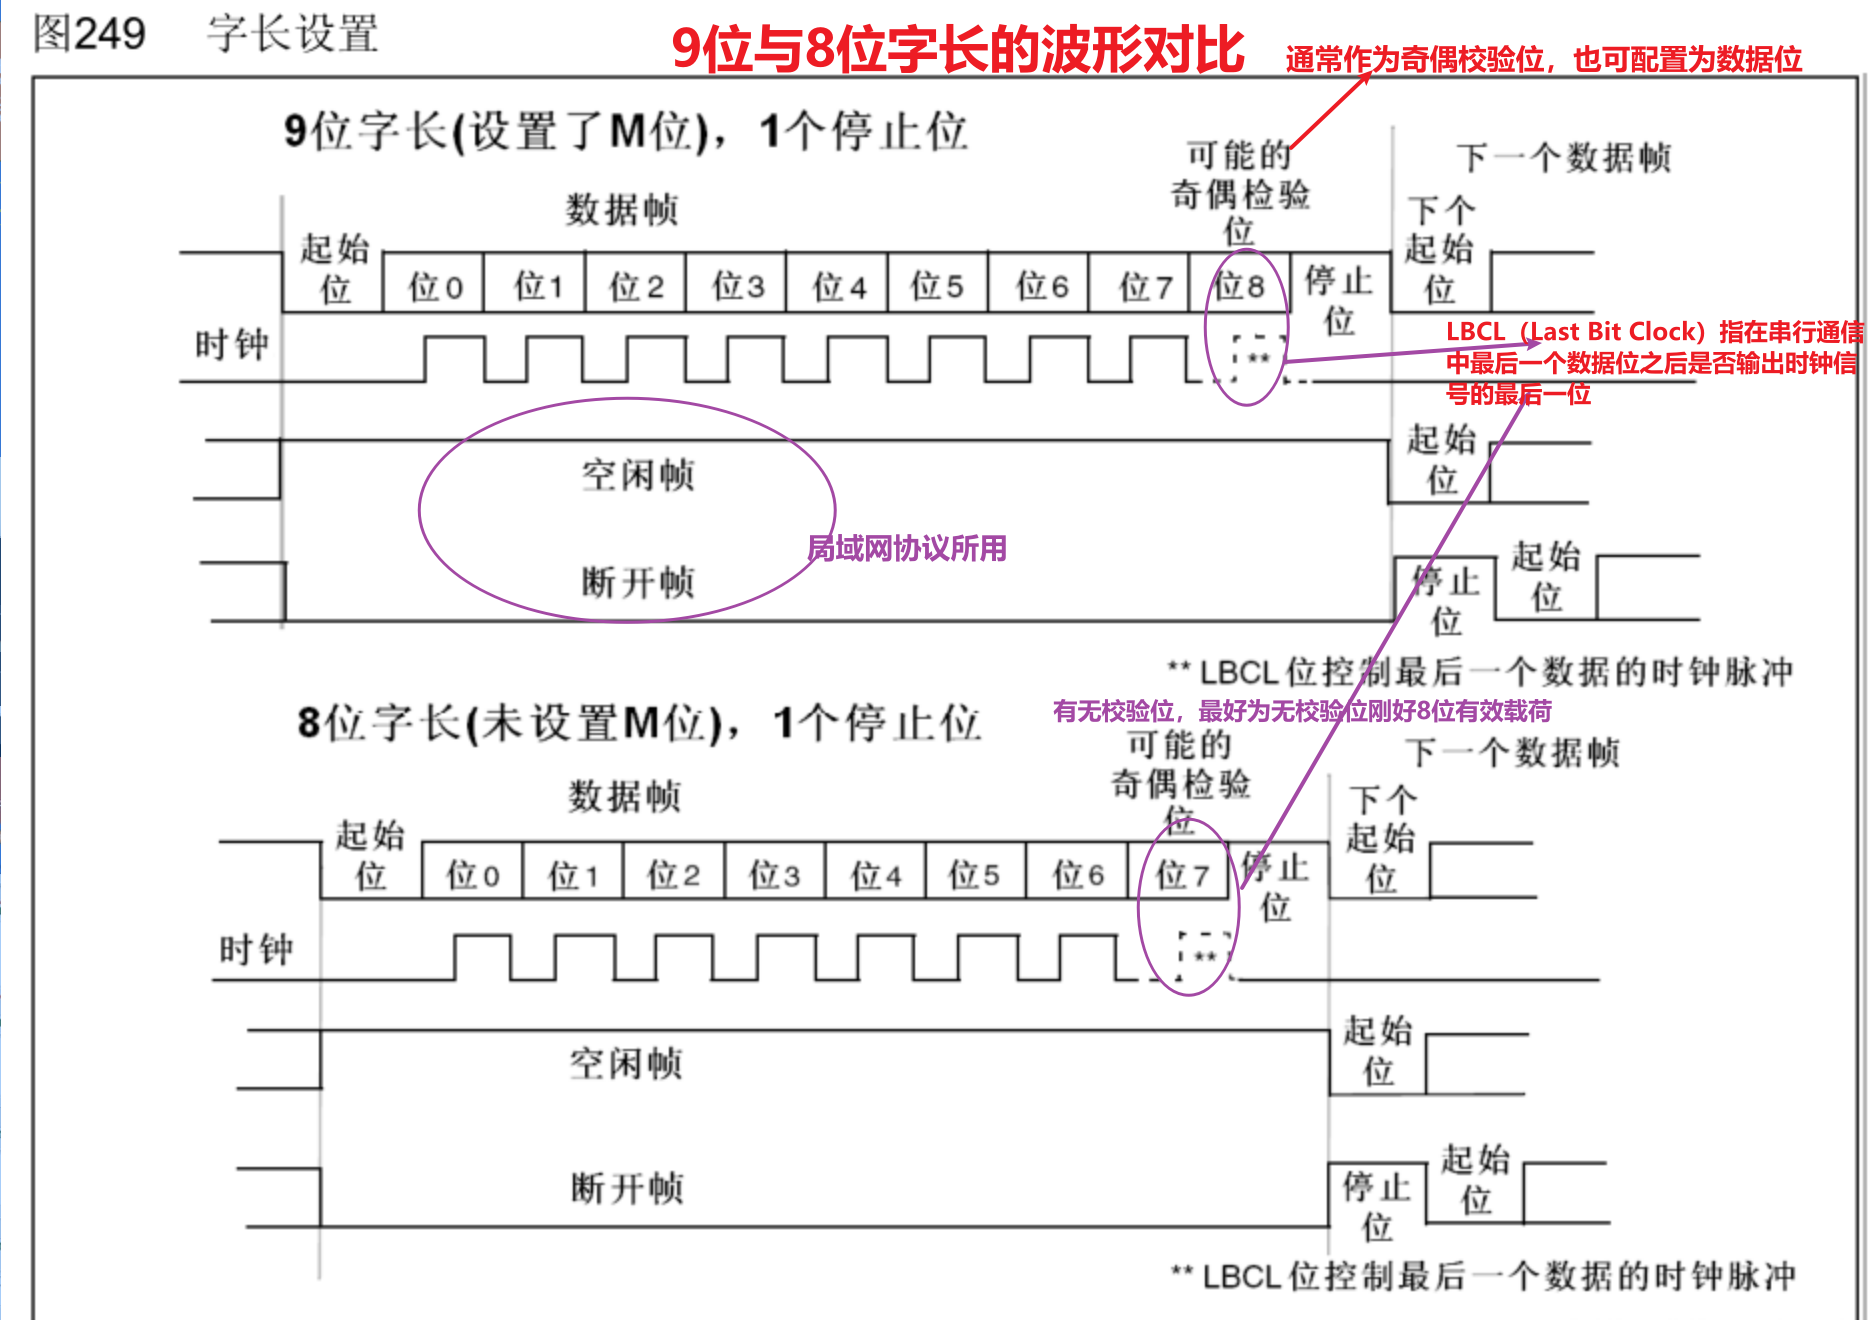 图249 字长设置
9位与8位字长的波形对比
通常作为奇偶校验位，也可配置为数据位
9位字长(设置了M位)，1个停止位
可能的
奇偶检验
位
下一个数据帧
数据帧
下个
起始
位
起始
位
位0 位1 位2 位3 位4 位5 位6 位7 位8
停止
位
时钟
**
LBCL（Last Bit Clock）指在串行通信
中最后一个数据位之后是否输出时钟信
号的最后一位
空闲帧
起始
位
局域网协议所用
断开帧
停止
位
起始
位
** LBCL位控制最后一个数据的时钟脉冲
有无校验位，最好为无校验位刚好8位有效载荷
8位字长(未设置M位)，1个停止位
可能的
奇偶检验
位
下一个数据帧
数据帧
下个
起始
位
起始
位
位0 位1 位2 位3 位4 位5 位6 位7
停止
位
时钟
**
空闲帧
起始
位
断开帧
停止
位
起始
位
** LBCL位控制最后一个数据的时钟脉冲